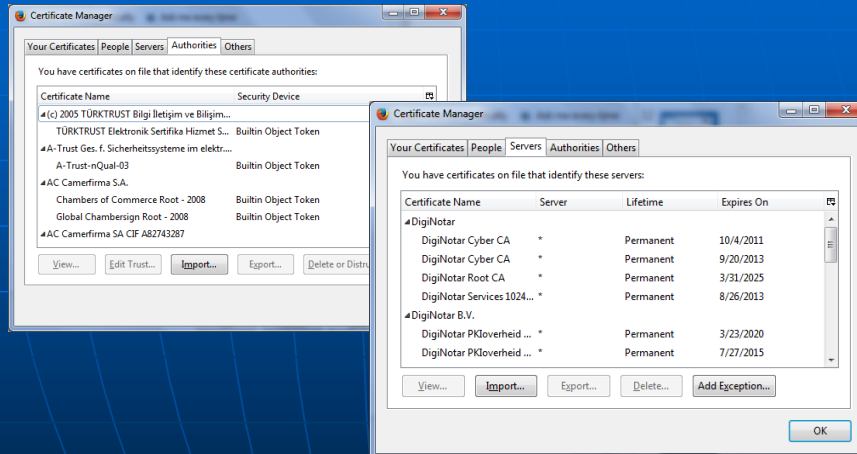 Certificate Manager
Your Certificates People Servers Authorities Others
You have certificates on file that identify these certificate authorities:
Certificate Name Security Device
(c) 2005 TÜRKTRUST Bilgi İletişim ve Bilişim...
TÜRKTRUST Elektronik Sertifika Hizmet S... Builtin Object Token
A-Trust Ges. f. Sicherheitssysteme im elektr....
A-Trust-nQual-03 Builtin Object Token
AC Camerfirma S.A.
Chambers of Commerce Root - 2008 Builtin Object Token
Global Chambersign Root - 2008 Builtin Object Token
AC Camerfirma SA CIF A82743287
View... Edit Trust... Import... Export... Delete or Distru
Certificate Manager
Your Certificates People Servers Authorities Others
You have certificates on file that identify these servers:
Certificate Name Server Lifetime Expires On
DigiNotar
DigiNotar Cyber CA * Permanent 10/4/2011
DigiNotar Cyber CA * Permanent 9/20/2013
DigiNotar Root CA * Permanent 3/31/2025
DigiNotar Services 1024... * Permanent 8/26/2013
DigiNotar B.V.
DigiNotar PKIoverheid ... * Permanent 3/23/2020
DigiNotar PKIoverheid ... * Permanent 7/27/2015
View... Import... Export... Delete... Add Exception...
OK